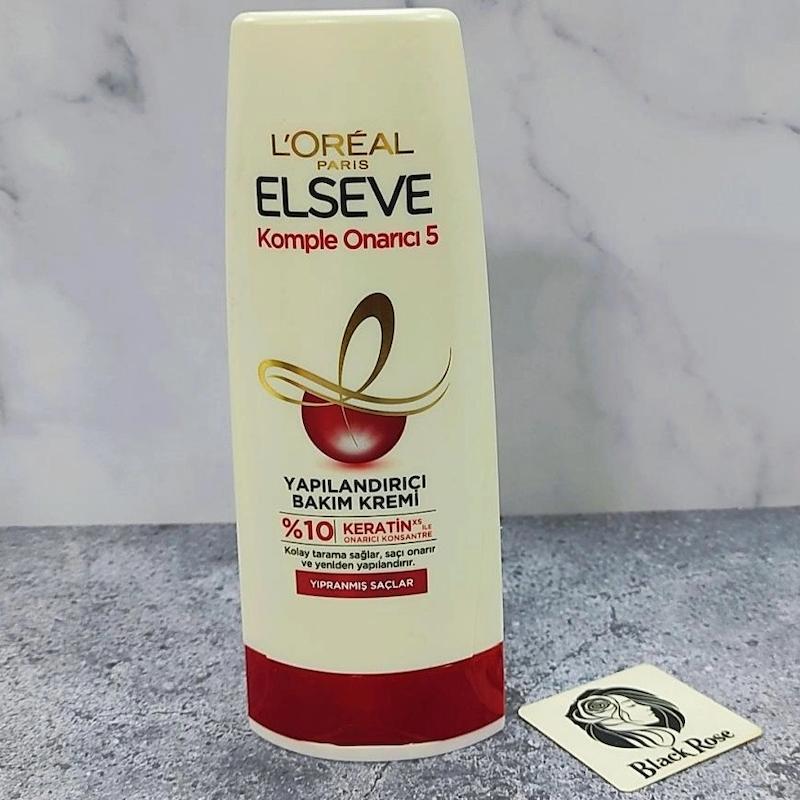 L'ORÉAL
PARIS
ELSEVE
Komple Onarıcı 5
YAPILANDIRICI
BAKIM KREMİ
%10 KERATİN XS İLE
ONARICI KONSANTRE
Kolay tarama sağlar, saçı onarır
ve yeniden yapılandırır.
YIPRANMIŞ SAÇLAR
Black Rose